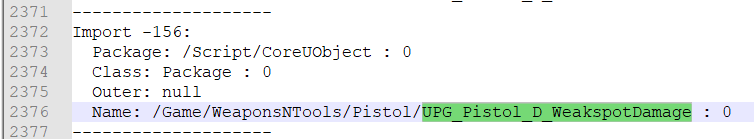 2371 --------------------
2372 Import -156:
2373 Package: /Script/CoreUObject : 0
2374 Class: Package : 0
2375 Outer: null
2376 Name: /Game/WeaponsNTools/Pistol/UPG_Pistol_D_WeakspotDamage : 0
2377 --------------------